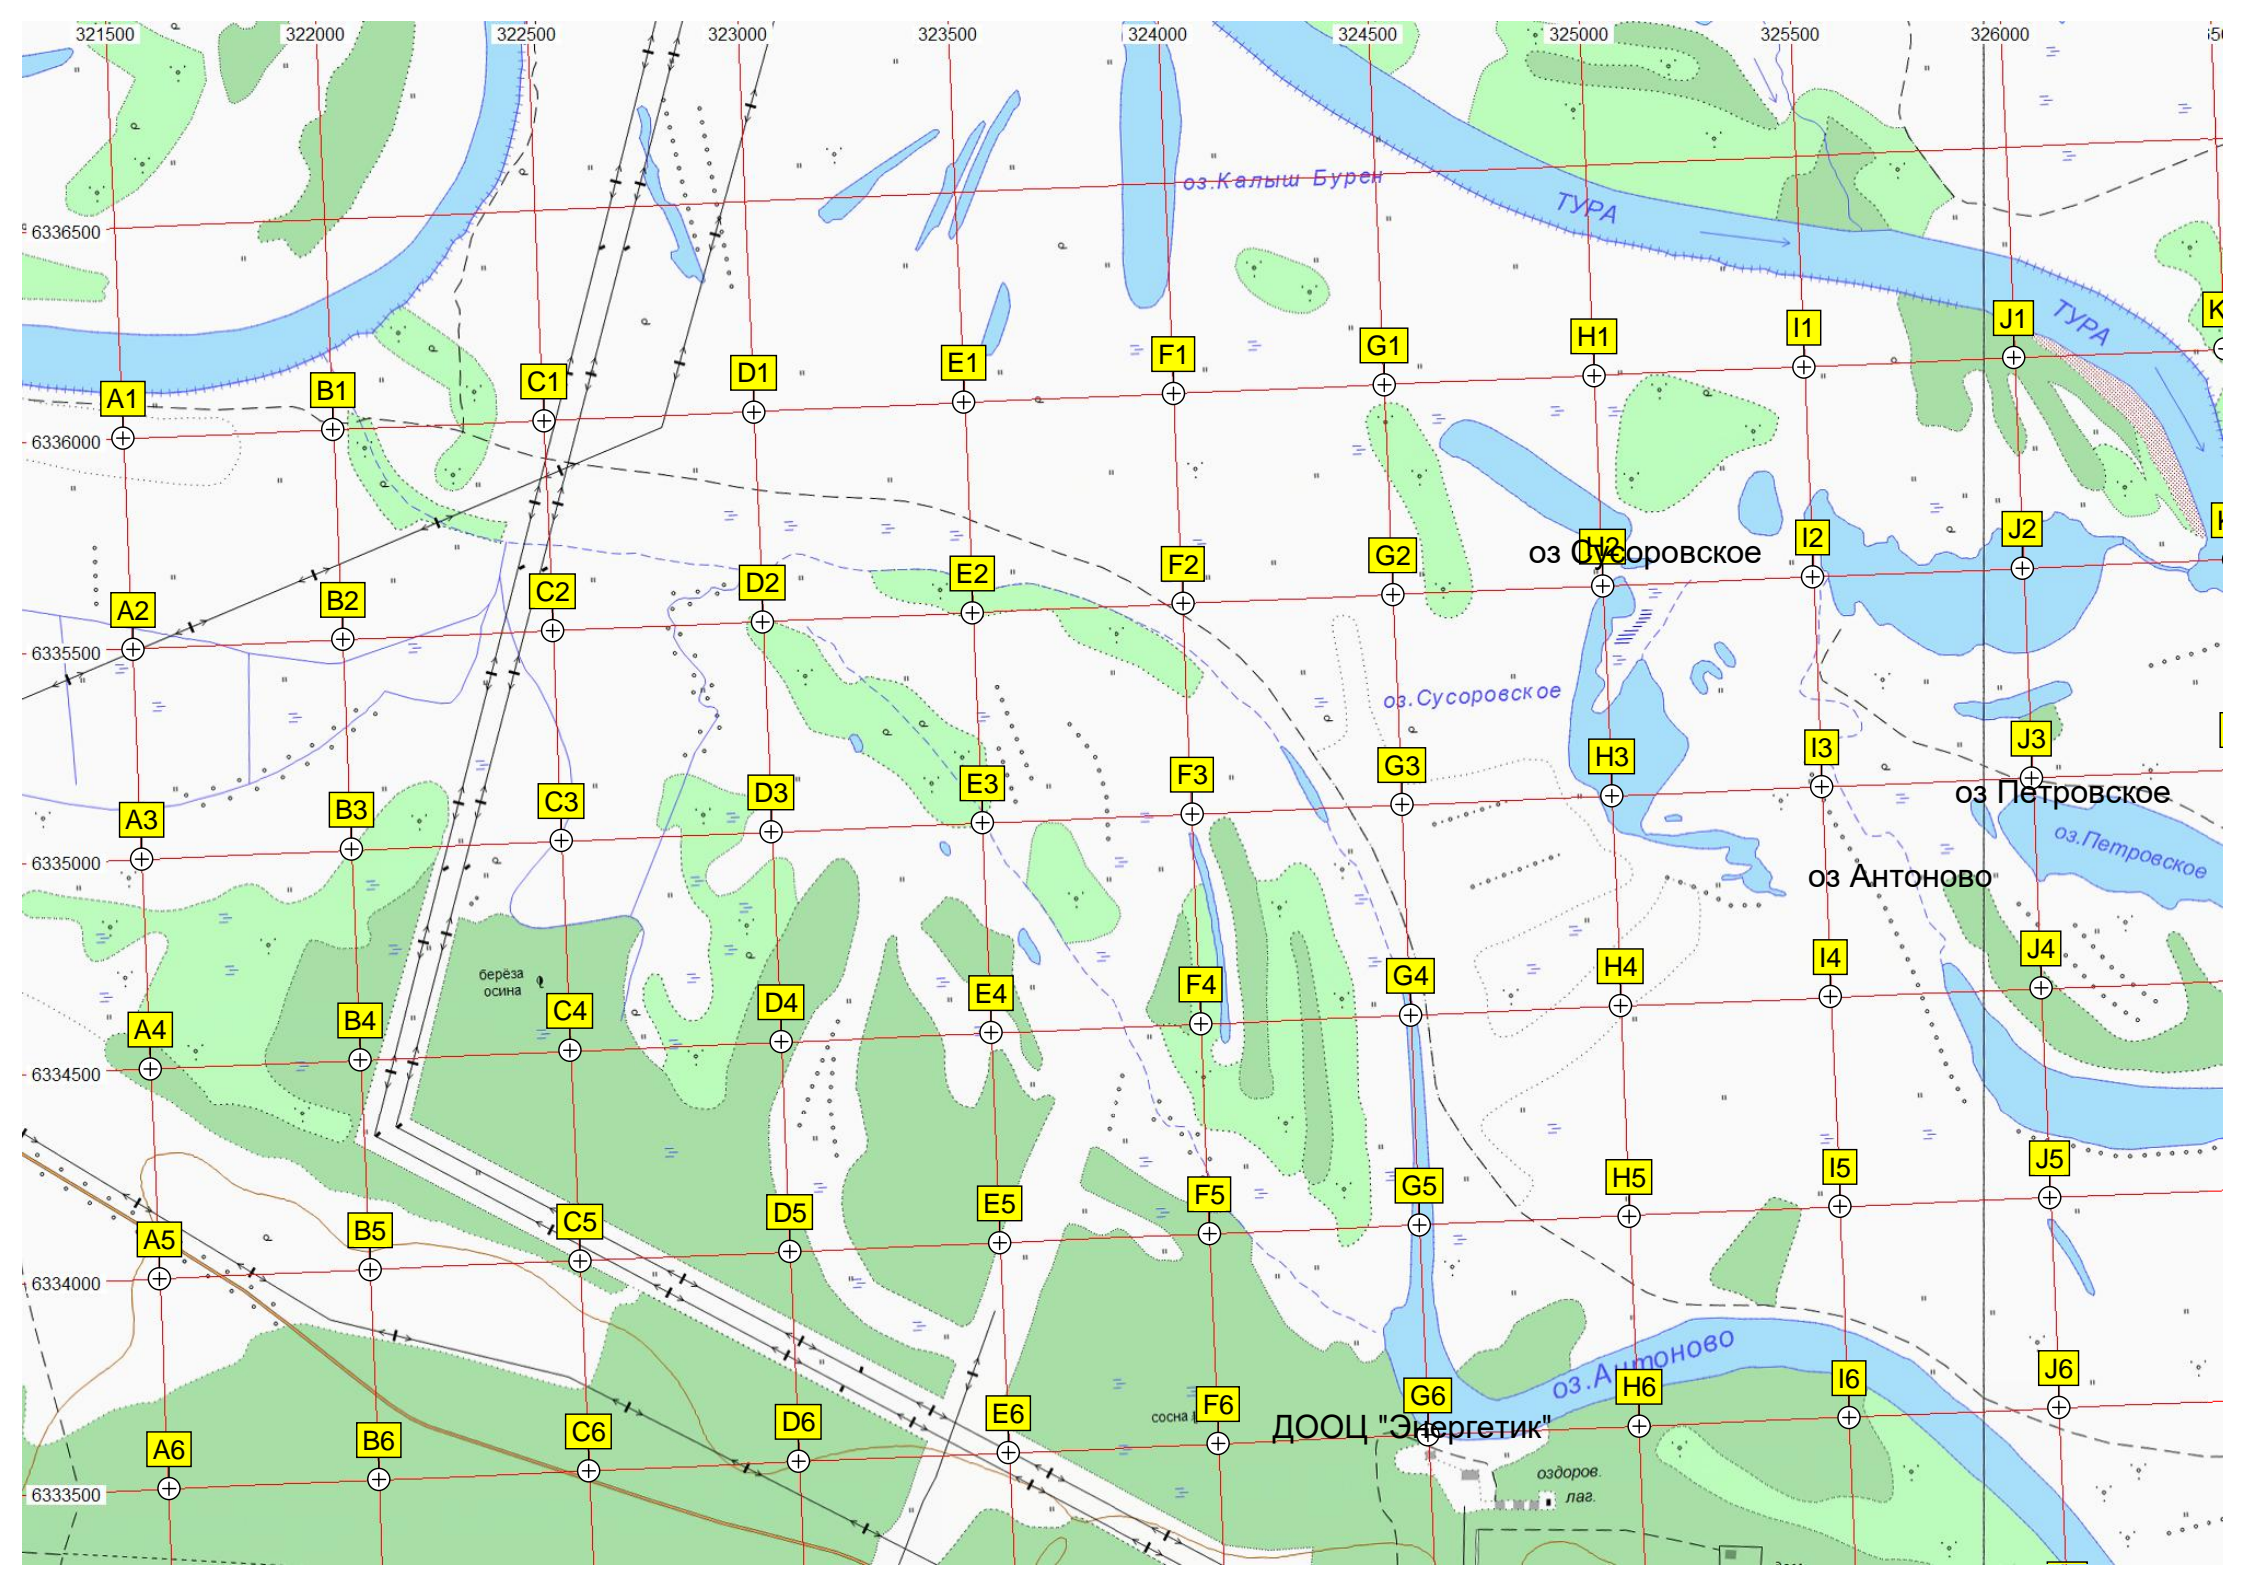 321500 322000 322500 323000 323500 324000 324500 325000 325500 326000
оз.Калыш Бурен
ТУРА
6336500
ТУРА
A1 B1 C1 D1 E1 F1 G1 H1 I1 J1
6336000
A2 B2 C2 D2 E2 F2 G2 H2 I2 J2
оз Сусоровское
6335500
оз.Сусоровское
A3 B3 C3 D3 E3 F3 G3 H3 I3 J3
оз Петровское
оз.Петровское
6335000
оз Антоново
берёза
осина
A4 B4 C4 D4 E4 F4 G4 H4 I4 J4
6334500
A5 B5 C5 D5 E5 F5 G5 H5 I5 J5
6334000
оз.Антоново
A6 B6 C6 D6 E6 F6 G6 H6 I6 J6
сосна
ДООЦ "Энергетик"
оздоров.
лаг.
6333500